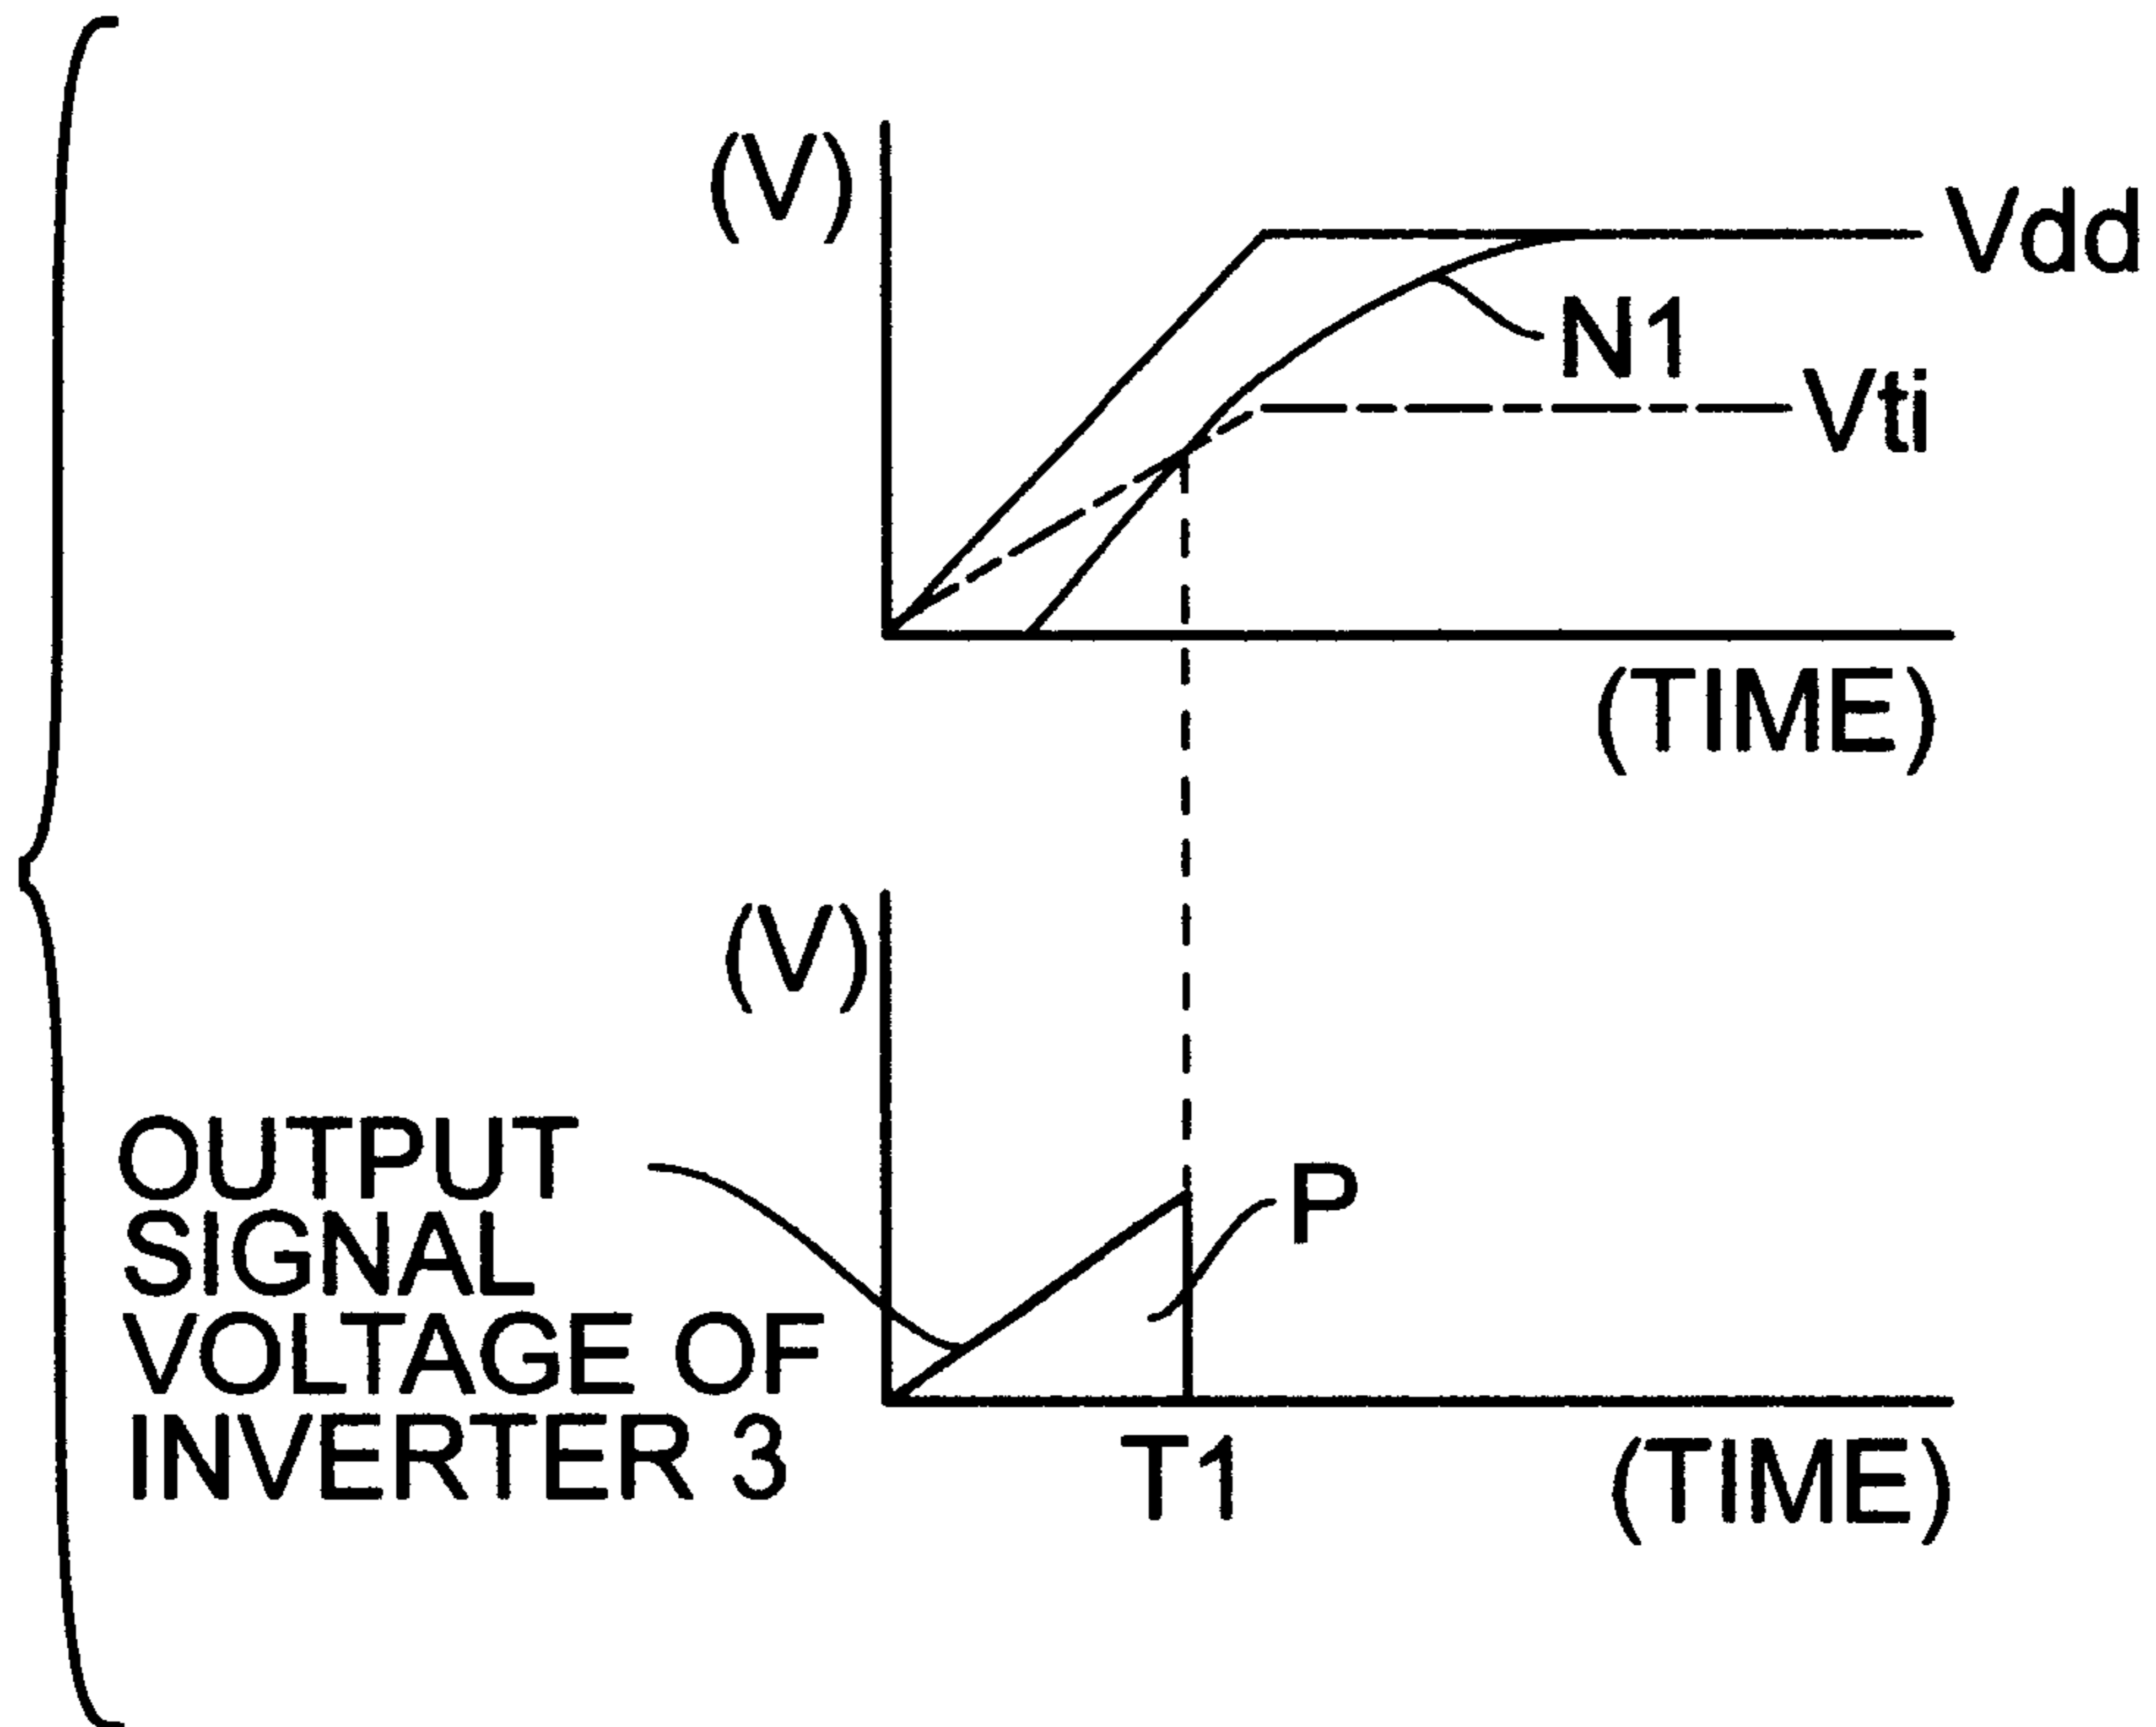 (V)
Vdd
N1
Vti
(TIME)
(V)
OUTPUT
SIGNAL
VOLTAGE OF
INVERTER 3
P
T1
(TIME)